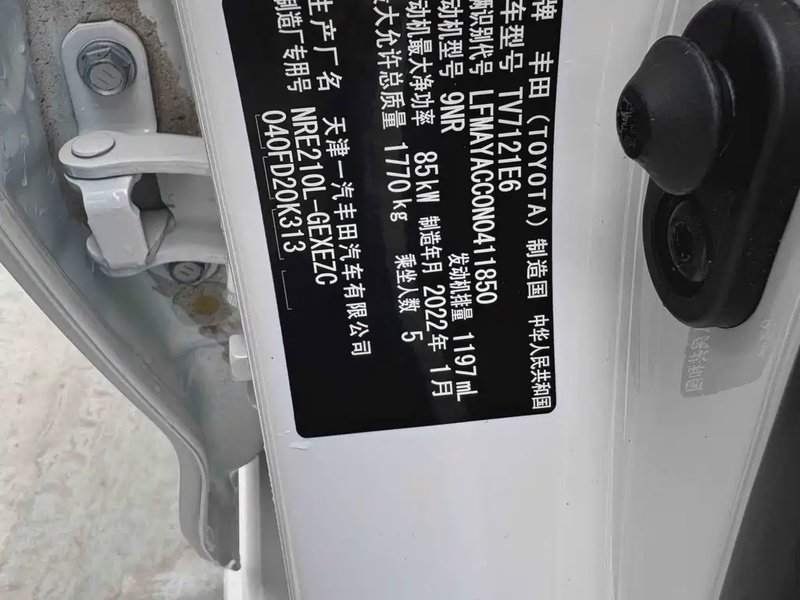 牌 丰田（TOYOTA） 制造国 中华人民共和国
车型号 TV7121E6
辆识别代号 LFMAYACC0N0411850
动机型号 9NR 发动机排量 1197mL
动机最大净功率 85kW 制造年月 2022年 1月
最大允许总质量 1770kg 乘坐人数 5
生产厂名 天津一汽丰田汽车有限公司
制造厂专用号 NRE210L-GEXEZC
040FD20K313